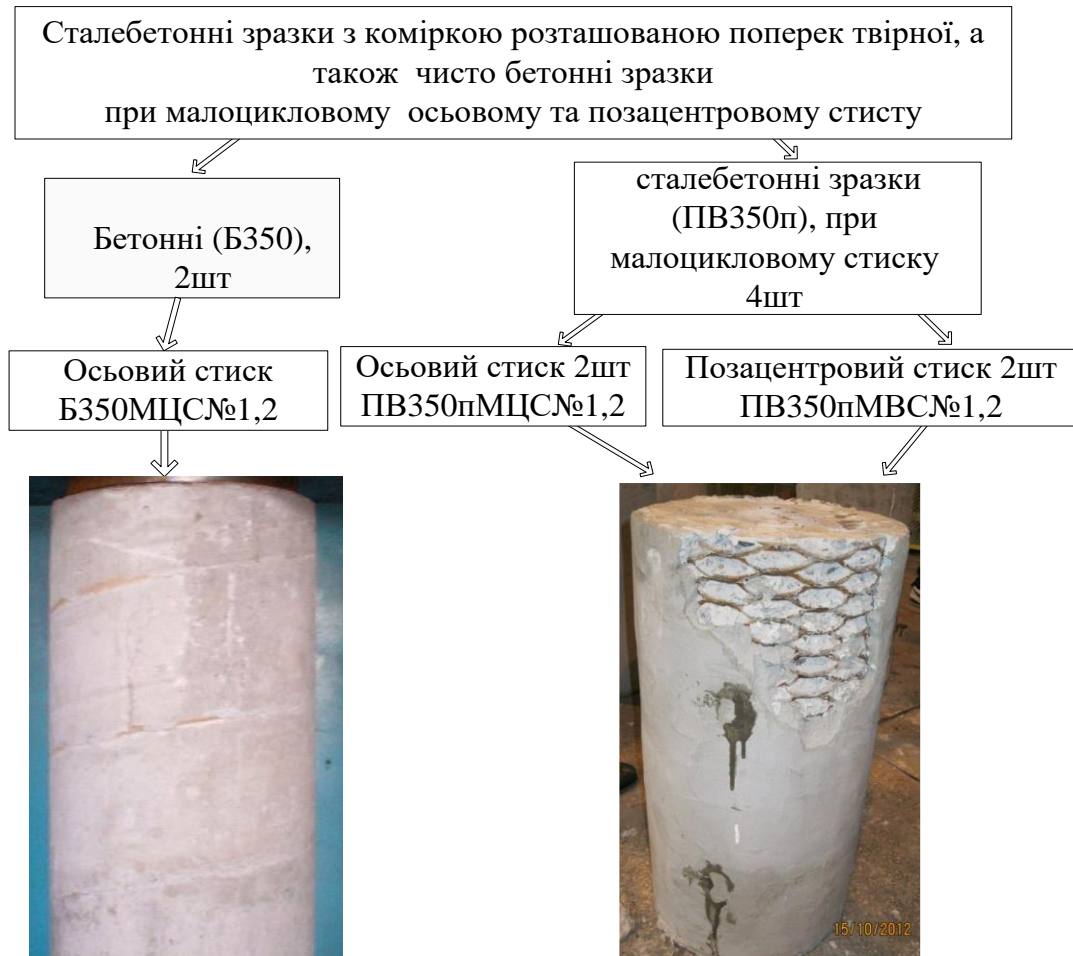 Сталебетонні зразки з коміркою розташованою поперек твірної, а
також чисто бетонні зразки
при малоцикловому осьовому та позацентровому стисту
Бетонні (Б350),
2шт
сталебетонні зразки
(ПВ350п), при
малоцикловому стиску
4шт
Осьовий стиск
Б350МЦС№1,2
Осьовий стиск 2шт
ПВ350пМЦС№1,2
Позацентровий стиск 2шт
ПВ350пМВС№1,2
15/10/2012